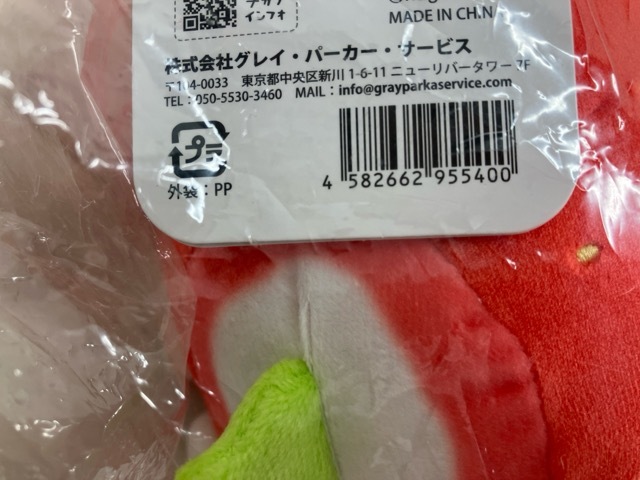 インフォ
MADE IN CHIN
株式会社グレイ・パーカー・サービス
〒104-0033 東京都中央区新川 1-6-11 ニューリバータワー 7F
TEL：050-5530-3460 MAIL：info@grayparkaservice.com
プラ
外装：PP
4 582662 955400